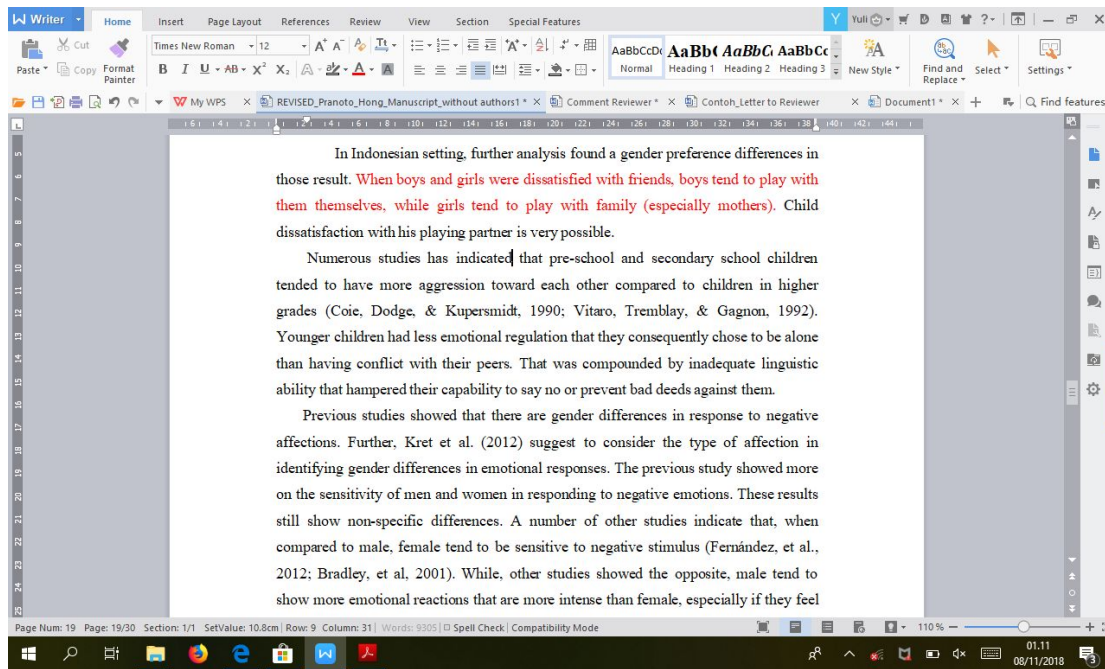 Writer
Home
Insert
Page Layout
References
Review
View
Section
Special Features
Yuli
Paste
Cut
Copy
Format Painter
Times New Roman
12
AaBbCcDc
Normal
AaBb(
Heading 1
AaBbC
Heading 2
AaBbCc
Heading 3
New Style
Find and Replace
Select
Settings
My WPS
REVISED_Pranoto_Hong_Manuscript_without authors1 *
Comment Reviewer *
Contoh_Letter to Reviewer
Document1 *
Find features
In Indonesian setting, further analysis found a gender preference differences in
those result. When boys and girls were dissatisfied with friends, boys tend to play with
them themselves, while girls tend to play with family (especially mothers). Child
dissatisfaction with his playing partner is very possible.
Numerous studies has indicated that pre-school and secondary school children
tended to have more aggression toward each other compared to children in higher
grades (Coie, Dodge, & Kupersmidt, 1990; Vitaro, Tremblay, & Gagnon, 1992).
Younger children had less emotional regulation that they consequently chose to be alone
than having conflict with their peers. That was compounded by inadequate linguistic
ability that hampered their capability to say no or prevent bad deeds against them.
Previous studies showed that there are gender differences in response to negative
affections. Further, Kret et al. (2012) suggest to consider the type of affection in
identifying gender differences in emotional responses. The previous study showed more
on the sensitivity of men and women in responding to negative emotions. These results
still show non-specific differences. A number of other studies indicate that, when
compared to male, female tend to be sensitive to negative stimulus (Fernández, et al.,
2012; Bradley, et al, 2001). While, other studies showed the opposite, male tend to
show more emotional reactions that are more intense than female, especially if they feel
Page Num: 19 Page: 19/30 Section: 1/1 SetValue: 10.8cm Row: 9 Column: 31 Words: 9305 Spell Check Compatibility Mode
110 %
01.11
08/11/2018